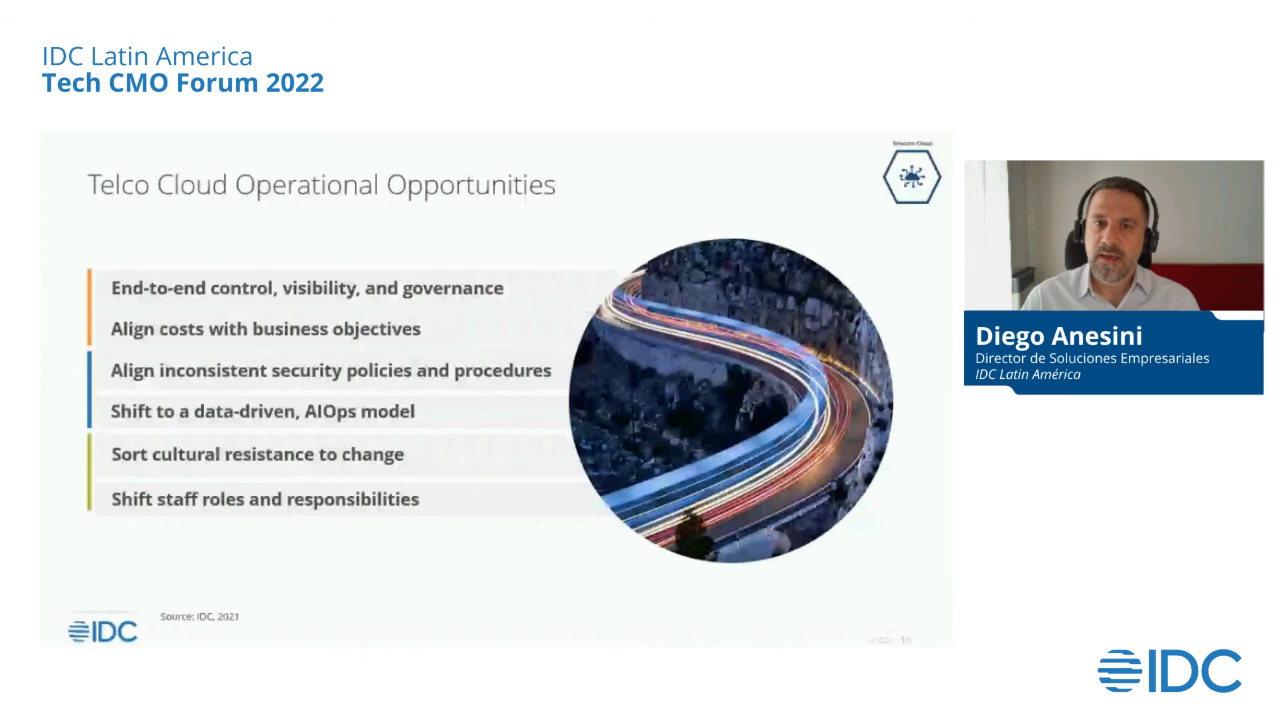 IDC Latin America
Tech CMO Forum 2022
Telco Cloud Operational Opportunities
End-to-end control, visibility, and governance
Align costs with business objectives
Align inconsistent security policies and procedures
Shift to a data-driven, AIOps model
Sort cultural resistance to change
Shift staff roles and responsibilities
Source: IDC, 2021
IDC
Diego Anesini
Director de Soluciones Empresariales
IDC Latin América
IDC